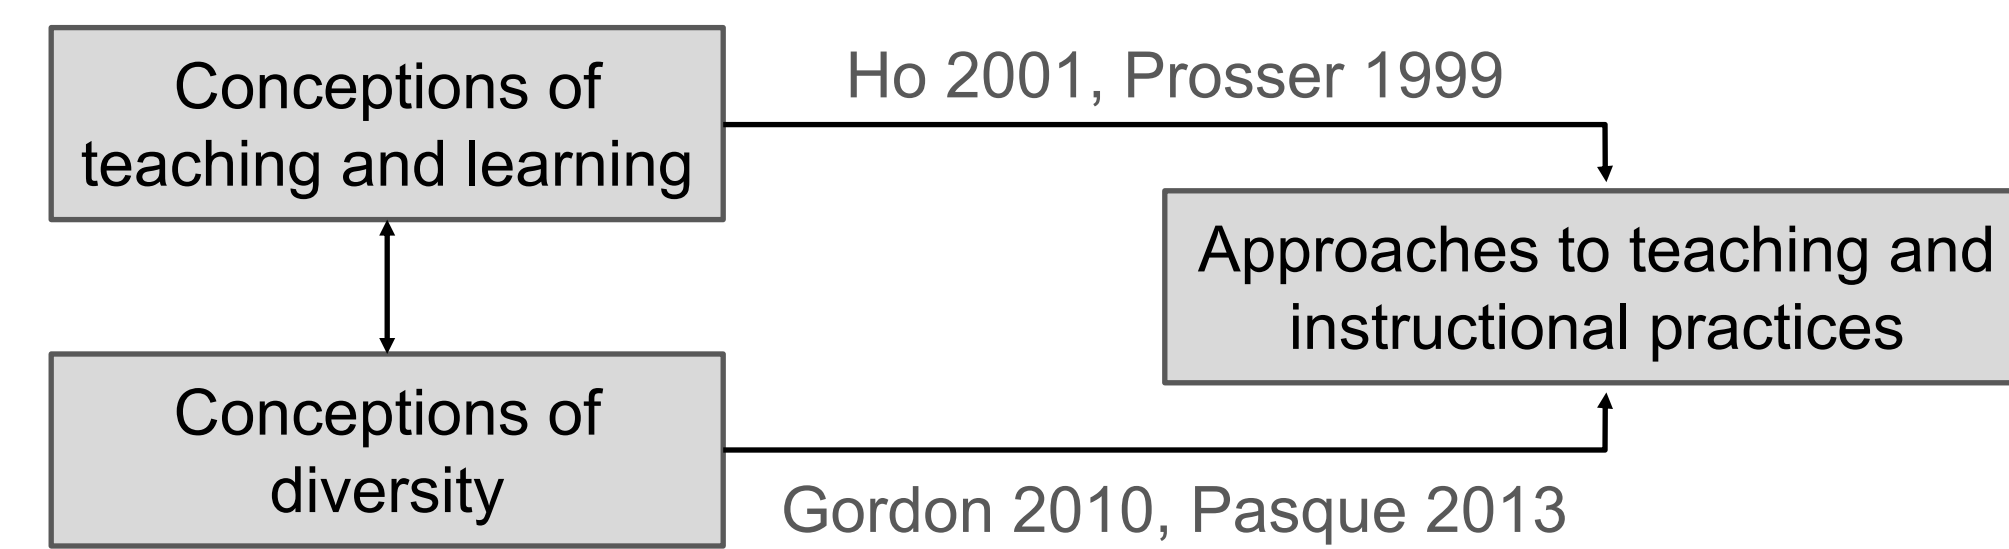 Conceptions of
teaching and learning
Ho 2001, Prosser 1999
Approaches to teaching and
instructional practices
Conceptions of
diversity
Gordon 2010, Pasque 2013